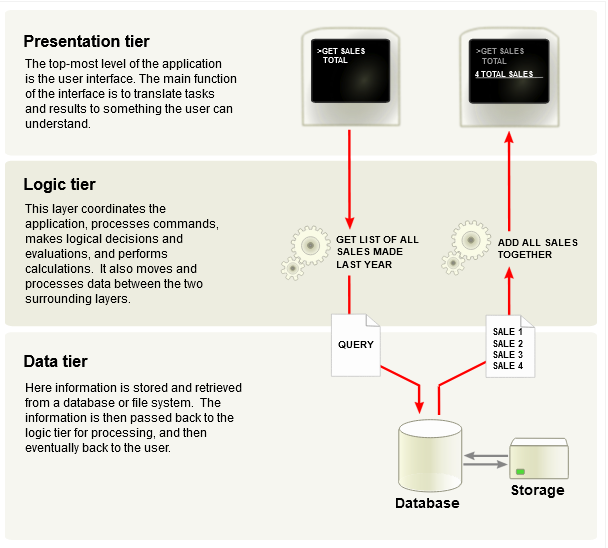 Presentation tier
The top-most level of the application
is the user interface. The main function
of the interface is to translate tasks
and results to something the user can
understand.
>GET SALES
TOTAL
>GET SALES
TOTAL
4 TOTAL SALES
Logic tier
This layer coordinates the
application, processes commands,
makes logical decisions and
evaluations, and performs
calculations. It also moves and
processes data between the two
surrounding layers.
GET LIST OF ALL
SALES MADE
LAST YEAR
ADD ALL SALES
TOGETHER
Data tier
Here information is stored and retrieved
from a database or file system. The
information is then passed back to the
logic tier for processing, and then
eventually back to the user.
QUERY
SALE 1
SALE 2
SALE 3
SALE 4
Database
Storage